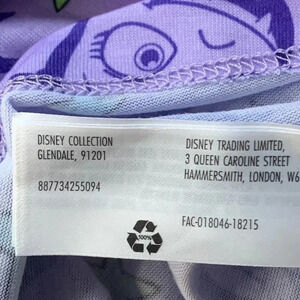 DISNEY COLLECTION
GLENDALE, 91201
887734255094
DISNEY TRADING LIMITED,
3 QUEEN CAROLINE STREET
HAMMERSMITH, LONDON, W6
FAC-018046-18215
100%